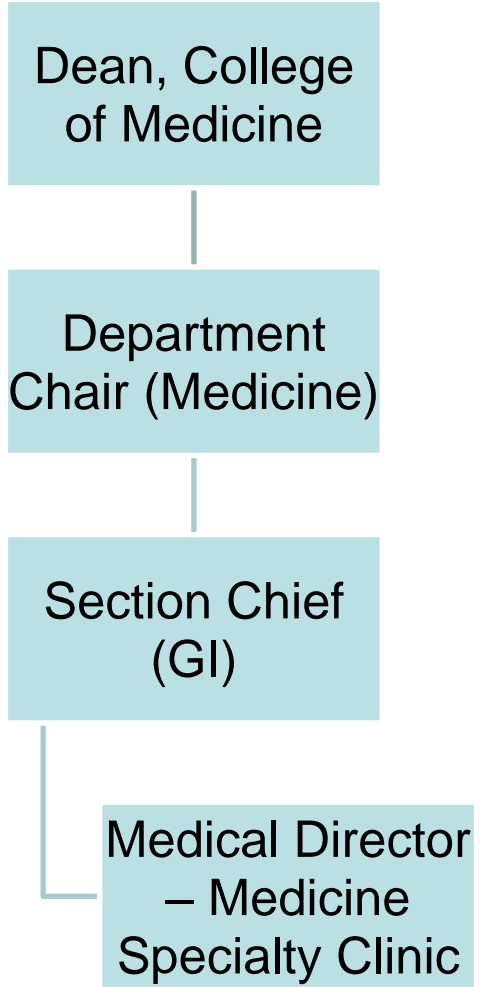 Dean, College
of Medicine
Department
Chair (Medicine)
Section Chief
(GI)
Medical Director
– Medicine
Specialty Clinic